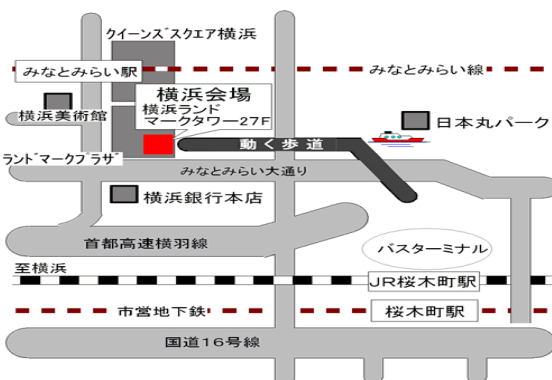 クイーンズスクエア横浜
みなとみらい駅
みなとみらい線
横浜会場
横浜ランド
マークタワー27F
横浜美術館
日本丸パーク
動く歩道
ランドマークプラザ
みなとみらい大通り
横浜銀行本店
首都高速横羽線
バスターミナル
至横浜
JR桜木町駅
市営地下鉄
桜木町駅
国道16号線